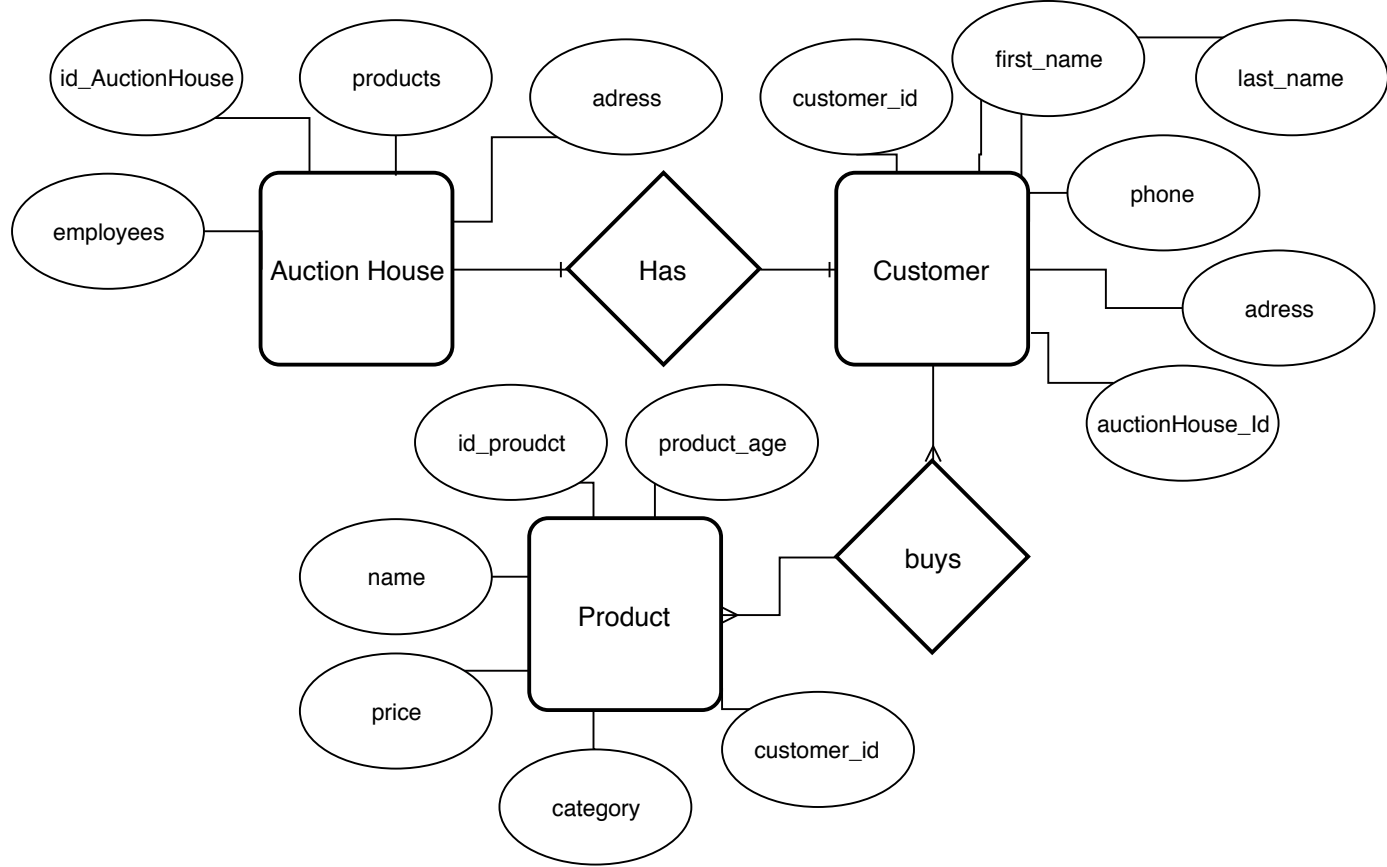 first_name
id_AuctionHouse
products
last_name
adress
customer_id
phone
employees
Auction House
Has
Customer
adress
auctionHouse_Id
id_proudct
product_age
buys
name
Product
price
customer_id
category